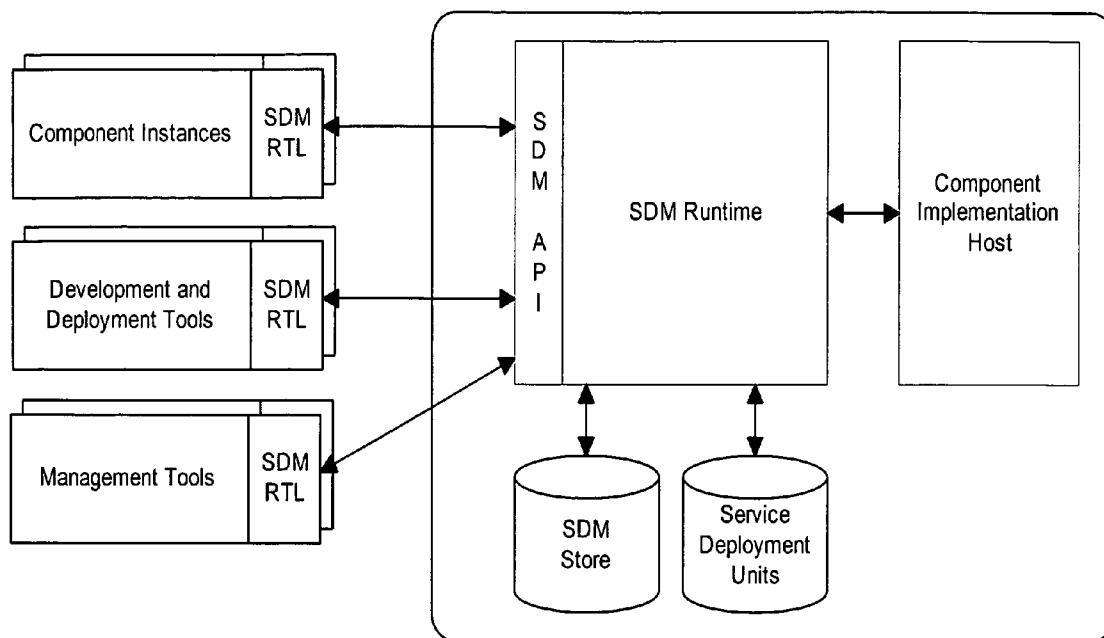 Component Instances
SDM
RTL
Development and
Deployment Tools
SDM
RTL
Management Tools
SDM
RTL
S
D
M
A
P
I
SDM Runtime
Component
Implementation
Host
SDM
Store
Service
Deployment
Units